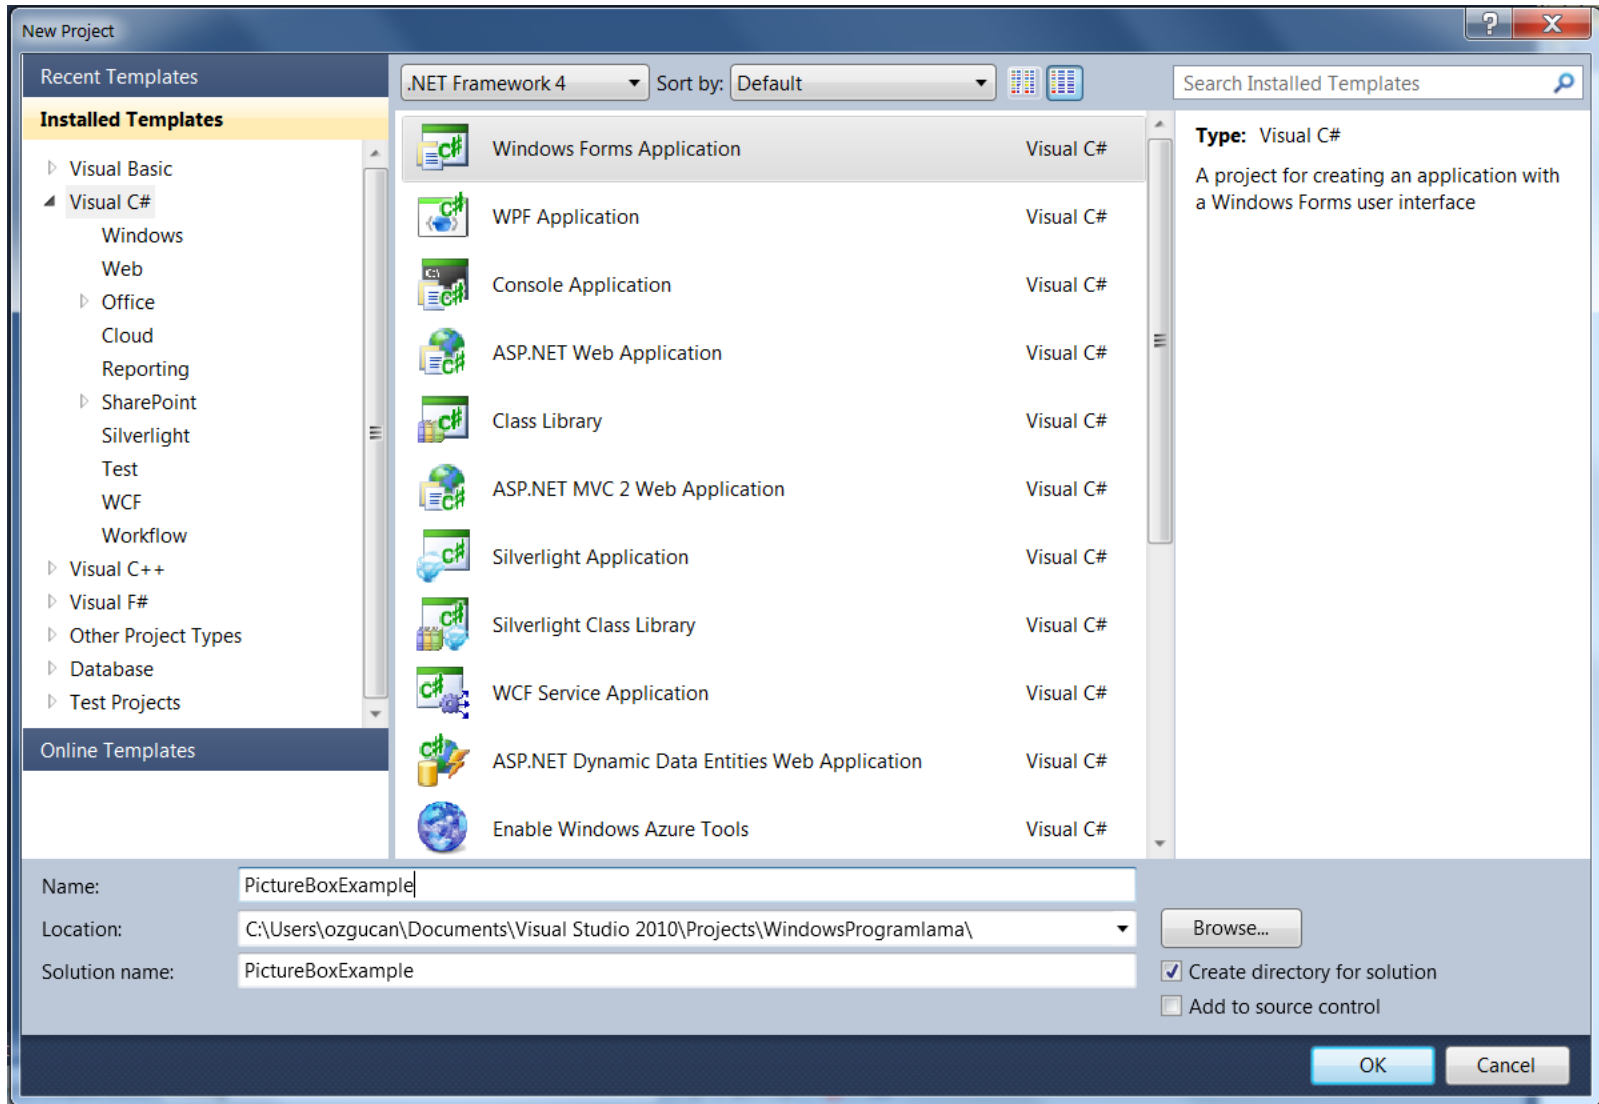 New Project
Recent Templates
Installed Templates
Visual Basic
Visual C#
Windows
Web
Office
Cloud
Reporting
SharePoint
Silverlight
Test
WCF
Workflow
Visual C++
Visual F#
Other Project Types
Database
Test Projects
Online Templates
.NET Framework 4 Sort by: Default
Windows Forms Application Visual C#
WPF Application Visual C#
Console Application Visual C#
ASP.NET Web Application Visual C#
Class Library Visual C#
ASP.NET MVC 2 Web Application Visual C#
Silverlight Application Visual C#
Silverlight Class Library Visual C#
WCF Service Application Visual C#
ASP.NET Dynamic Data Entities Web Application Visual C#
Enable Windows Azure Tools Visual C#
Search Installed Templates
Type: Visual C#
A project for creating an application with
a Windows Forms user interface
Name: PictureBoxExample
Location: C:\Users\ozgucan\Documents\Visual Studio 2010\Projects\WindowsProgramlama\
Browse...
Solution name: PictureBoxExample
Create directory for solution
Add to source control
OK Cancel